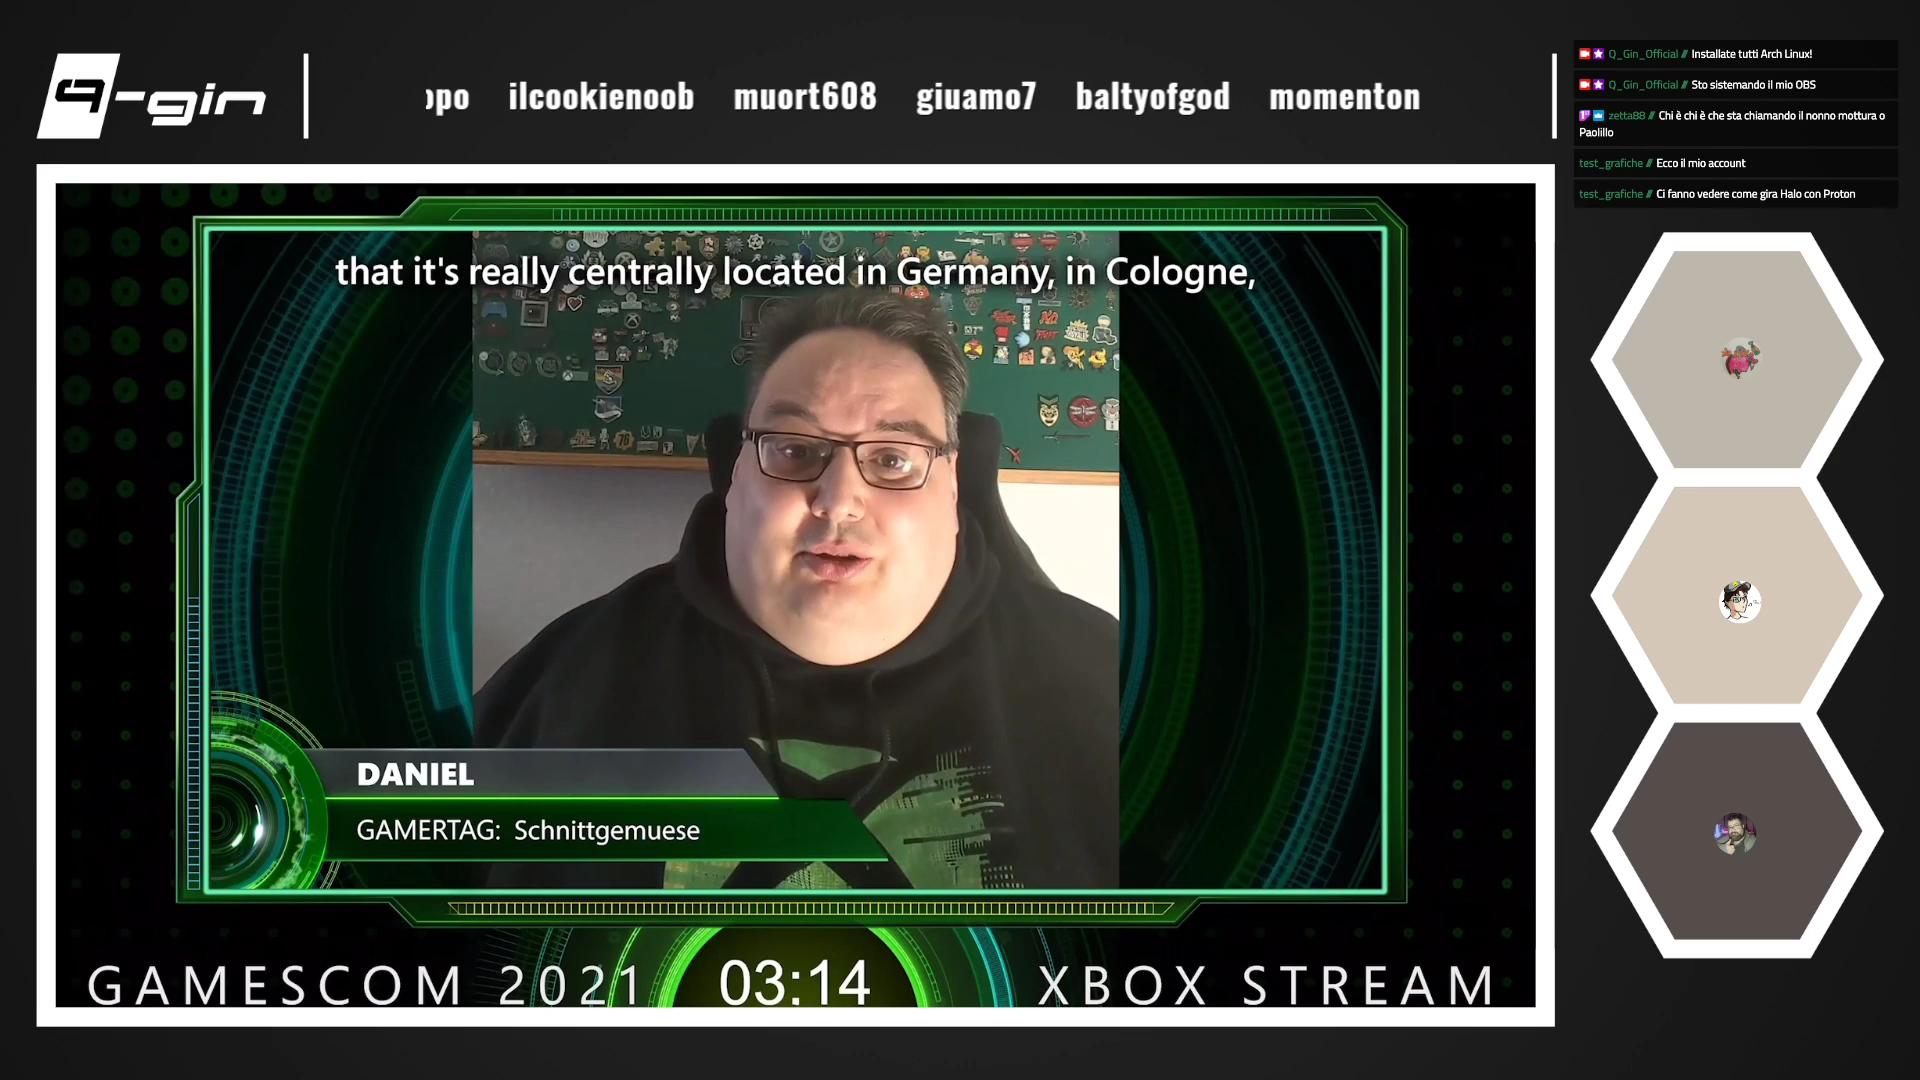 q-gin
opo ilcookienoob muort608 giuamo7 baltyofgod momenton
Q_Gin_Official // Installate tutti Arch Linux!
Q_Gin_Official // Sto sistemando il mio OBS
zetta88 // Chi è chi è che sta chiamando il nonno mottura o
Paolillo
test_grafiche // Ecco il mio account
test_grafiche // Ci fanno vedere come gira Halo con Proton
that it's really centrally located in Germany, in Cologne,
DANIEL
GAMERTAG: Schnittgemuese
GAMESCOM 2021 03:14 XBOX STREAM